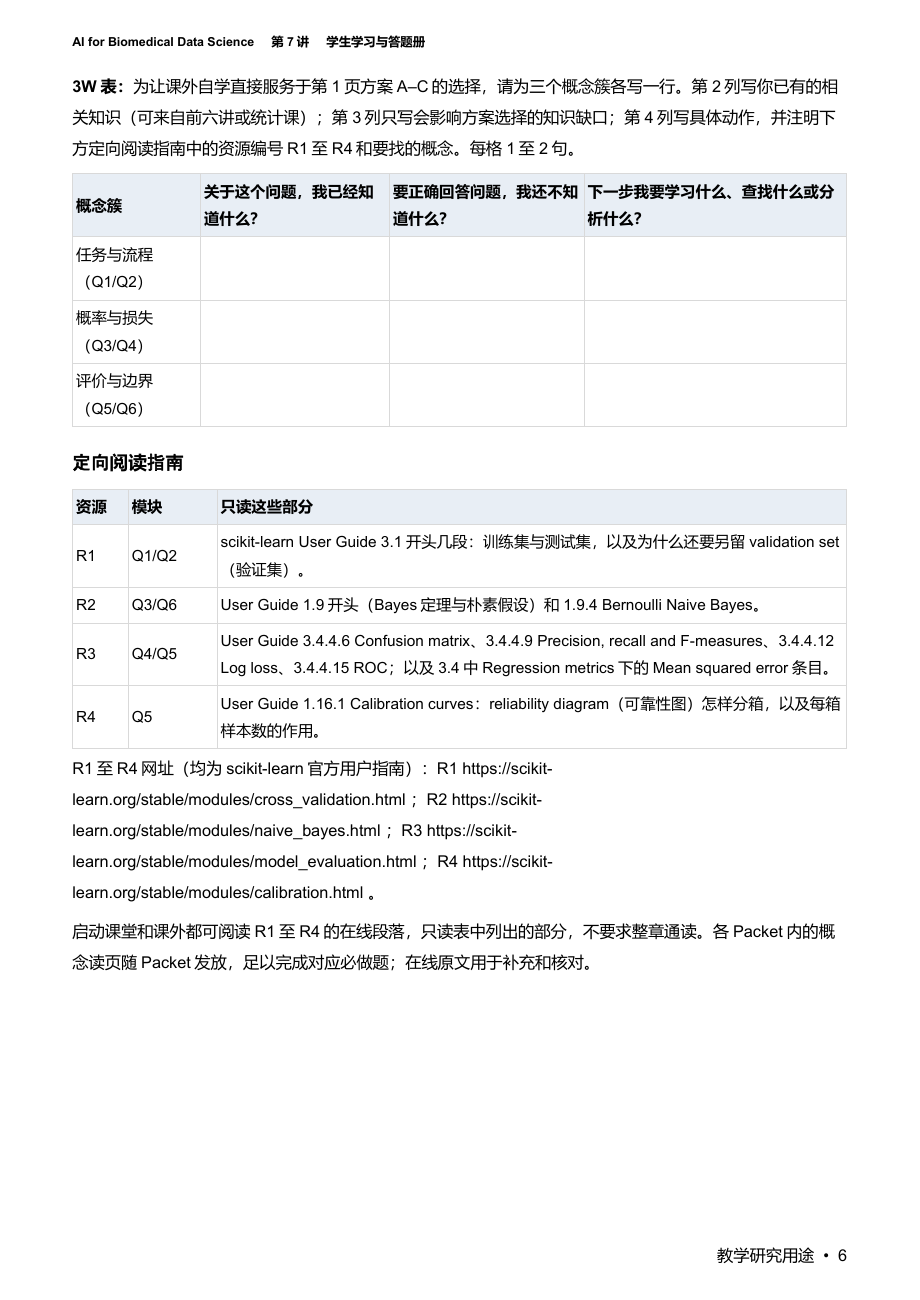 AI for Biomedical Data Science 第 7 讲 学生学习与答题册
3W 表：为让课外自学直接服务于第 1 页方案 A–C 的选择，请为三个概念簇各写一行。第 2 列写你已有的相
关知识（可来自前六讲或统计课）；第 3 列只写会影响方案选择的知识缺口；第 4 列写具体动作，并注明下
方定向阅读指南中的资源编号 R1 至 R4 和要找的概念。每格 1 至 2 句。
概念簇
关于这个问题，我已经知
道什么？
要正确回答问题，我还不知
道什么？
下一步我要学习什么、查找什么或分
析什么？
任务与流程
（Q1/Q2）
概率与损失
（Q3/Q4）
评价与边界
（Q5/Q6）
定向阅读指南
资源 模块 只读这些部分
R1 Q1/Q2 scikit-learn User Guide 3.1 开头几段：训练集与测试集，以及为什么还要另留 validation set
（验证集）。
R2 Q3/Q6 User Guide 1.9 开头（Bayes 定理与朴素假设）和 1.9.4 Bernoulli Naive Bayes。
R3 Q4/Q5 User Guide 3.4.4.6 Confusion matrix、3.4.4.9 Precision, recall and F-measures、3.4.4.12
Log loss、3.4.4.15 ROC；以及 3.4 中 Regression metrics 下的 Mean squared error 条目。
R4 Q5 User Guide 1.16.1 Calibration curves：reliability diagram（可靠性图）怎样分箱，以及每箱
样本数的作用。
R1 至 R4 网址（均为 scikit-learn 官方用户指南）：R1 https://scikit-
learn.org/stable/modules/cross_validation.html ；R2 https://scikit-
learn.org/stable/modules/naive_bayes.html ；R3 https://scikit-
learn.org/stable/modules/model_evaluation.html ；R4 https://scikit-
learn.org/stable/modules/calibration.html 。
启动课堂和课外都可阅读 R1 至 R4 的在线段落，只读表中列出的部分，不要求整章通读。各 Packet 内的概
念读页随 Packet 发放，足以完成对应必做题；在线原文用于补充和核对。
教学研究用途 • 6